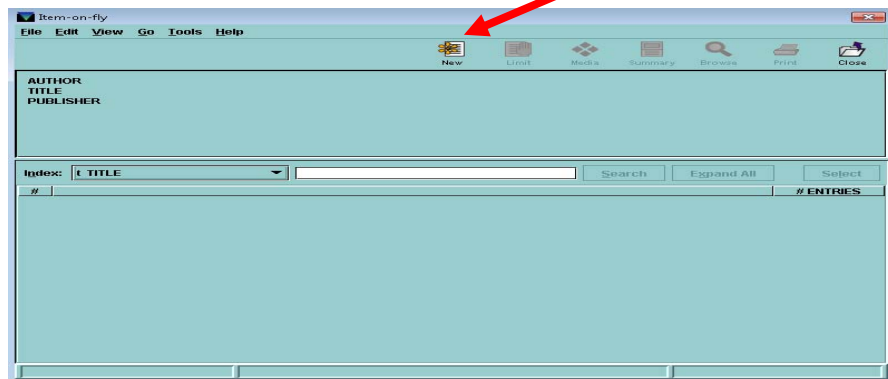 Item-on-fly
File Edit View Go Tools Help
New Limit Media Summary Browse Print Close
AUTHOR
TITLE
PUBLISHER
Index: t TITLE Search Expand All Select
# # ENTRIES